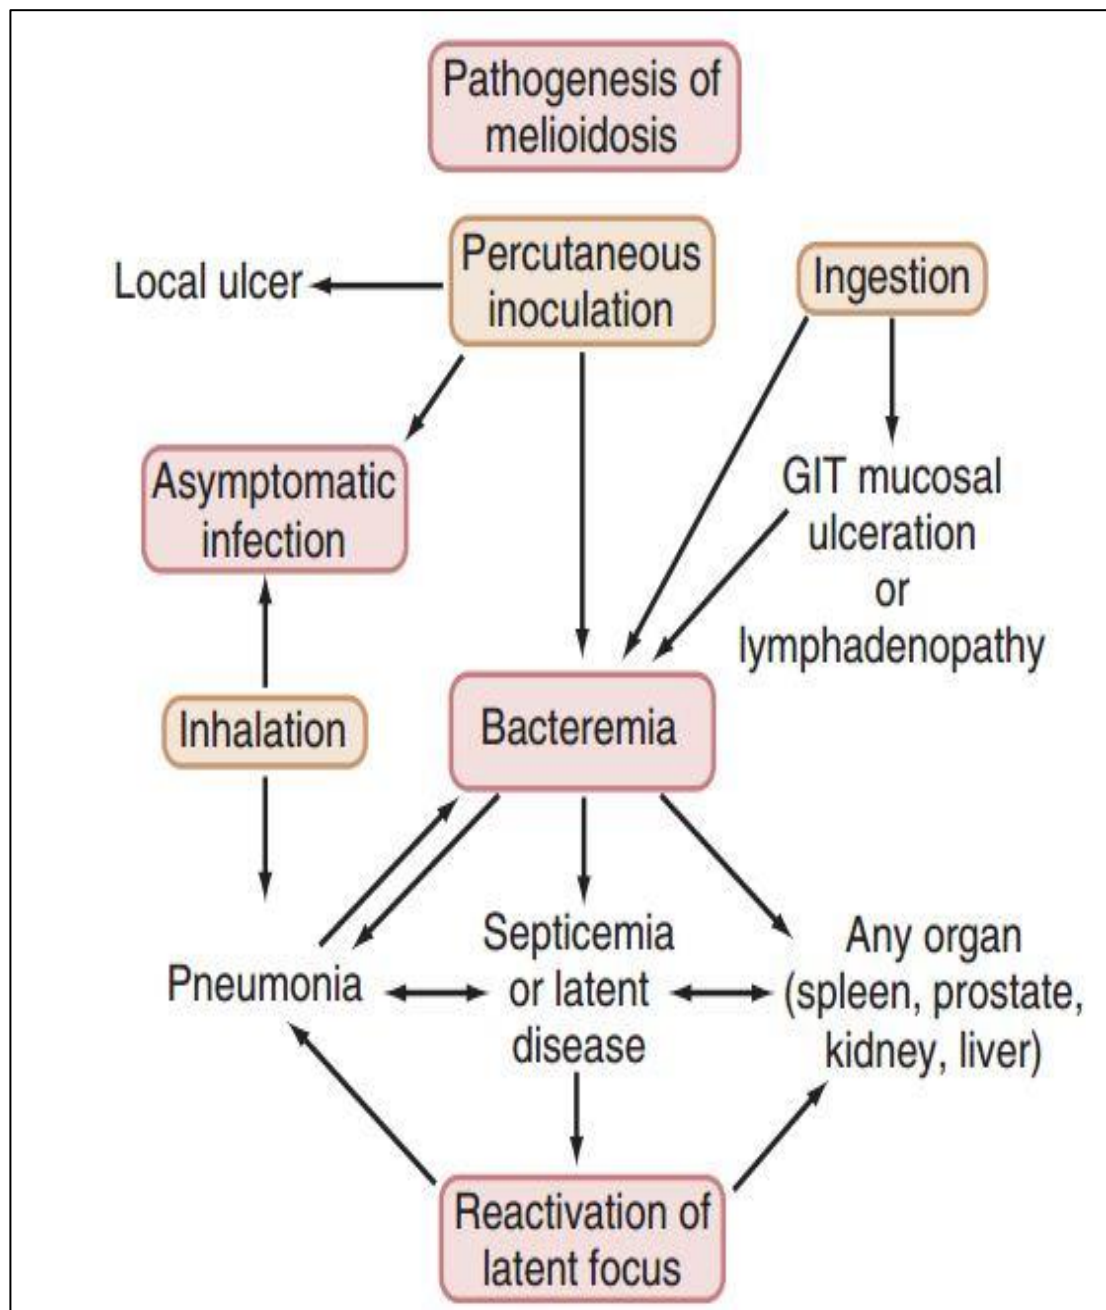 Pathogenesis of
melioidosis
Percutaneous
inoculation
Local ulcer
Ingestion
Asymptomatic
infection
GIT mucosal
ulceration
or
lymphadenopathy
Inhalation
Bacteremia
Pneumonia
Septicemia
or latent
disease
Any organ
(spleen, prostate,
kidney, liver)
Reactivation of
latent focus